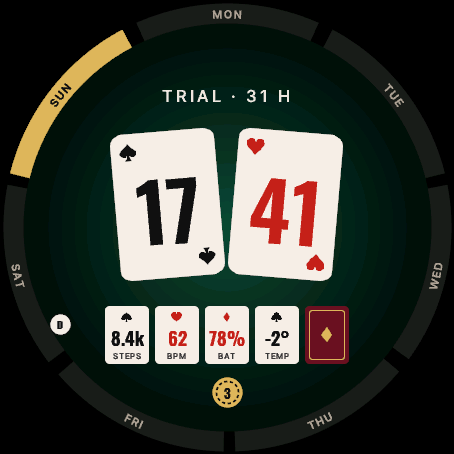 MON
TUE
WED
THU
FRI
SAT
SUN
TRIAL · 31 H
17 41
8.4k 62 78% -2°
STEPS BPM BAT TEMP
D
3